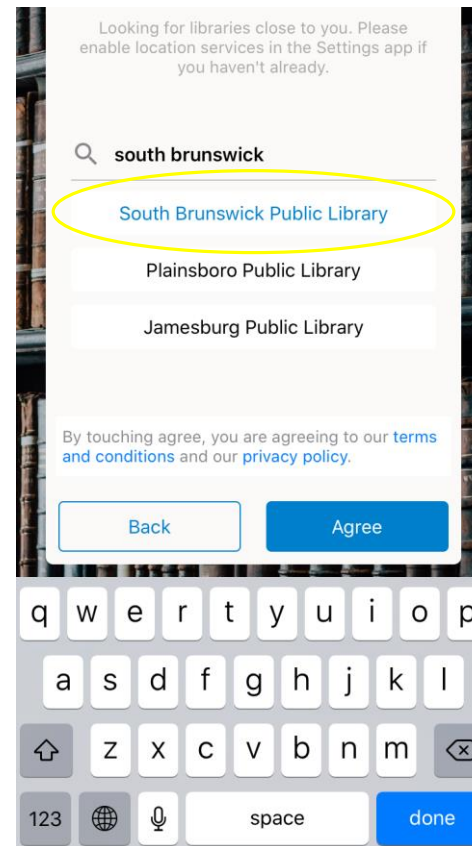 Looking for libraries close to you. Please
enable location services in the Settings app if
you haven't already.
south brunswick
South Brunswick Public Library
Plainsboro Public Library
Jamesburg Public Library
By touching agree, you are agreeing to our terms
and conditions and our privacy policy.
Back Agree
q w e r t y u i o p
a s d f g h j k l
z x c v b n m
123 space done